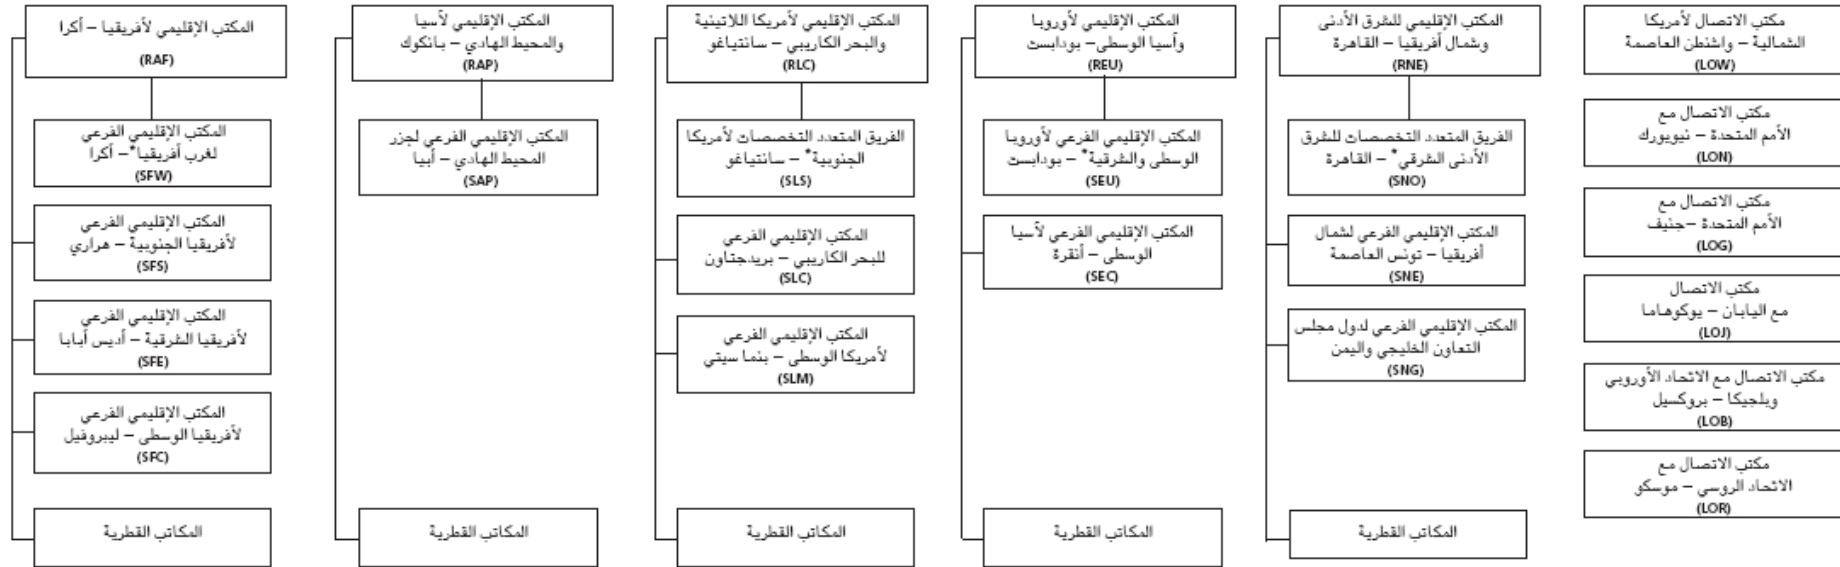 المكتب الإقليمي لأفريقيا – أكرا
(RAF)
المكتب الإقليمي الفرعي
لغرب أفريقيا*– أكرا
(SFW)
المكتب الإقليمي الفرعي
لأفريقيا الجنوبية – هراري
(SFS)
المكتب الإقليمي الفرعي
لأفريقيا الشرقية – أديس أبابا
(SFE)
المكتب الإقليمي الفرعي
لأفريقيا الوسطى – ليبروفيل
(SFC)
المكاتب القطرية
المكتب الإقليمي لآسيا
والمحيط الهادي – بانكوك
(RAP)
المكتب الإقليمي الفرعي لجزر
المحيط الهادي – أبيا
(SAP)
المكاتب القطرية
المكتب الإقليمي لأمريكا اللاتينية
والبحر الكاريبي – سانتياغو
(RLC)
الفريق المتعدد التخصصات لأمريكا
الجنوبية* – سانتياغو
(SLS)
المكتب الإقليمي الفرعي
للبحر الكاريبي – بريدجتاون
(SLC)
المكتب الإقليمي الفرعي
لأمريكا الوسطى – بنما سيتي
(SLM)
المكاتب القطرية
المكتب الإقليمي لأوروبا
وآسيا الوسطى– بودابست
(REU)
المكتب الإقليمي الفرعي لأوروبا
الوسطى والشرقية* – بودابست
(SEU)
المكتب الإقليمي الفرعي لآسيا
الوسطى – أنقرة
(SEC)
المكاتب القطرية
المكتب الإقليمي للشرق الأدنى
وشمال أفريقيا – القاهرة
(RNE)
الفريق المتعدد التخصصات للشرق
الأدنى الشرقي* – القاهرة
(SNO)
المكتب الإقليمي الفرعي لشمال
أفريقيا – تونس العاصمة
(SNE)
المكتب الإقليمي الفرعي لدول مجلس
التعاون الخليجي واليمن
(SNG)
المكاتب القطرية
مكتب الاتصال لأمريكا
الشمالية – واشنطن العاصمة
(LOW)
مكتب الاتصال مع
الأمم المتحدة – نيويورك
(LON)
مكتب الاتصال مع
الأمم المتحدة –جنيف
(LOG)
مكتب الاتصال
مع اليابان – يوكوهاما
(LOJ)
مكتب الاتصال مع الاتحاد الأوروبي
وبلجيكا – بروكسيل
(LOB)
مكتب الاتصال مع
الاتحاد الروسي – موسكو
(LOR)